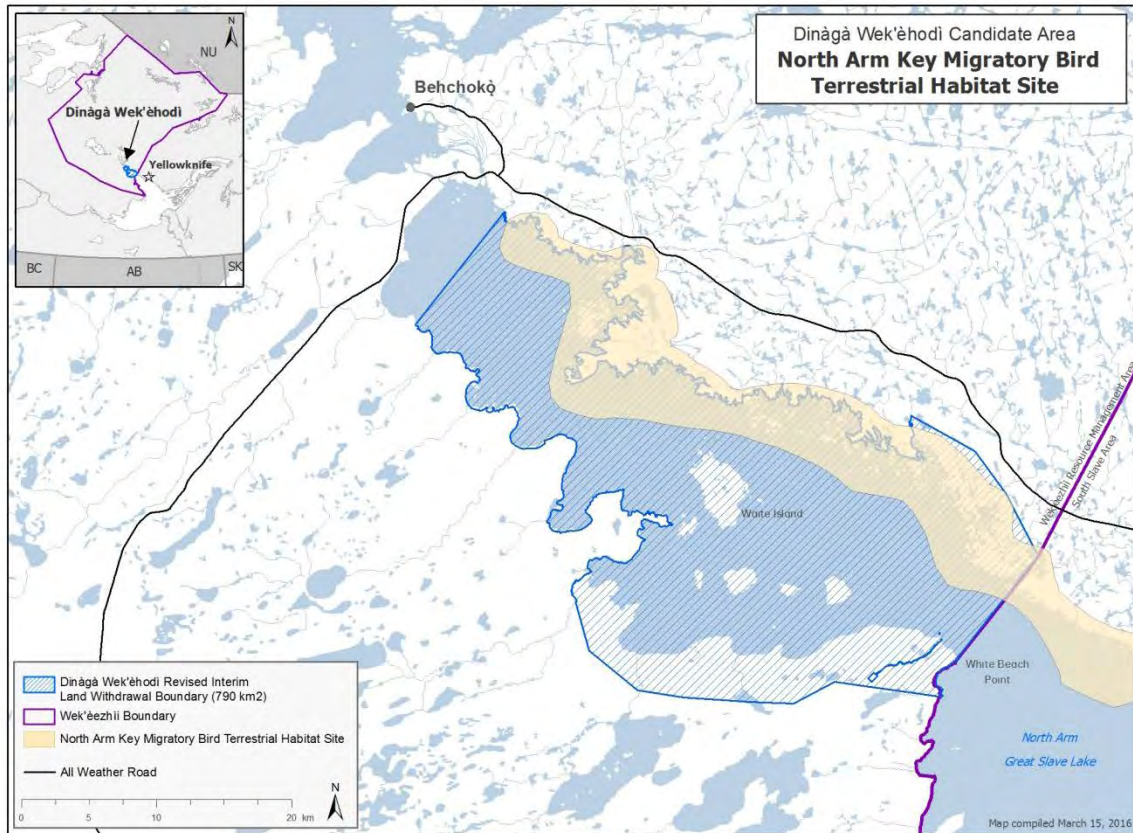 Dinàgà Wek'èhodì Candidate Area
North Arm Key Migratory Bird
Terrestrial Habitat Site
N
NU
Dinàgà Wek'èhodì
Yellowknife
BC
AB
SK
Behchokǫ̀
Wek'èezhìi Resource Management Area
South Slave Area
Waite Island
White Beach
Point
North Arm
Great Slave Lake
Dinàgà Wek'èhodì Revised Interim
Land Withdrawal Boundary (790 km2)
Wek'èezhìi Boundary
North Arm Key Migratory Bird Terrestrial Habitat Site
All Weather Road
0 5 10 20 km
N
Map compiled March 15, 2016